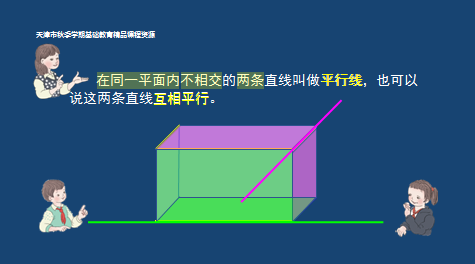 天津市秋季学期基础教育精品课程资源
在同一平面内不相交的两条直线叫做平行线，也可以
说这两条直线互相平行。